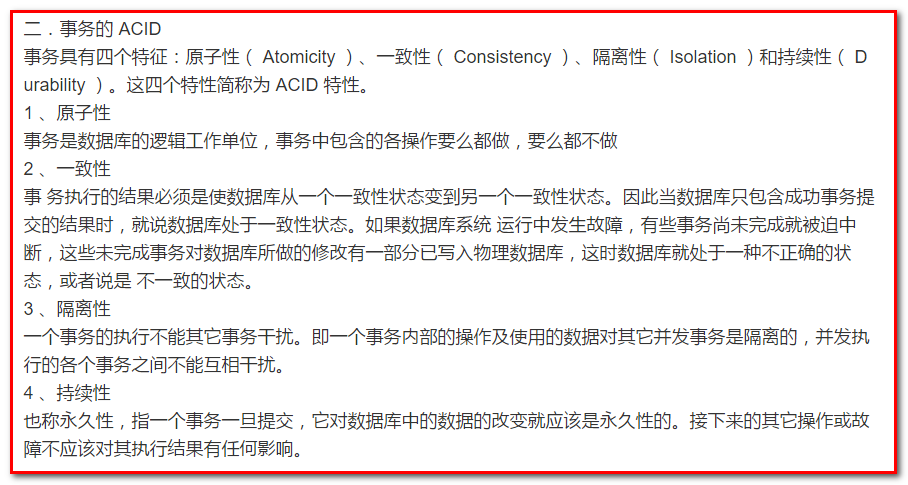 二．事务的 ACID
事务具有四个特征：原子性（ Atomicity ）、一致性（ Consistency ）、隔离性（ Isolation ）和持续性（ D
urability ）。这四个特性简称为 ACID 特性。
1 、原子性
事务是数据库的逻辑工作单位，事务中包含的各操作要么都做，要么都不做
2 、一致性
事 务执行的结果必须是使数据库从一个一致性状态变到另一个一致性状态。因此当数据库只包含成功事务提
交的结果时，就说数据库处于一致性状态。如果数据库系统 运行中发生故障，有些事务尚未完成就被迫中
断，这些未完成事务对数据库所做的修改有一部分已写入物理数据库，这时数据库就处于一种不正确的状
态，或者说是 不一致的状态。
3 、隔离性
一个事务的执行不能其它事务干扰。即一个事务内部的操作及使用的数据对其它并发事务是隔离的，并发执
行的各个事务之间不能互相干扰。
4 、持续性
也称永久性，指一个事务一旦提交，它对数据库中的数据的改变就应该是永久性的。接下来的其它操作或故
障不应该对其执行结果有任何影响。